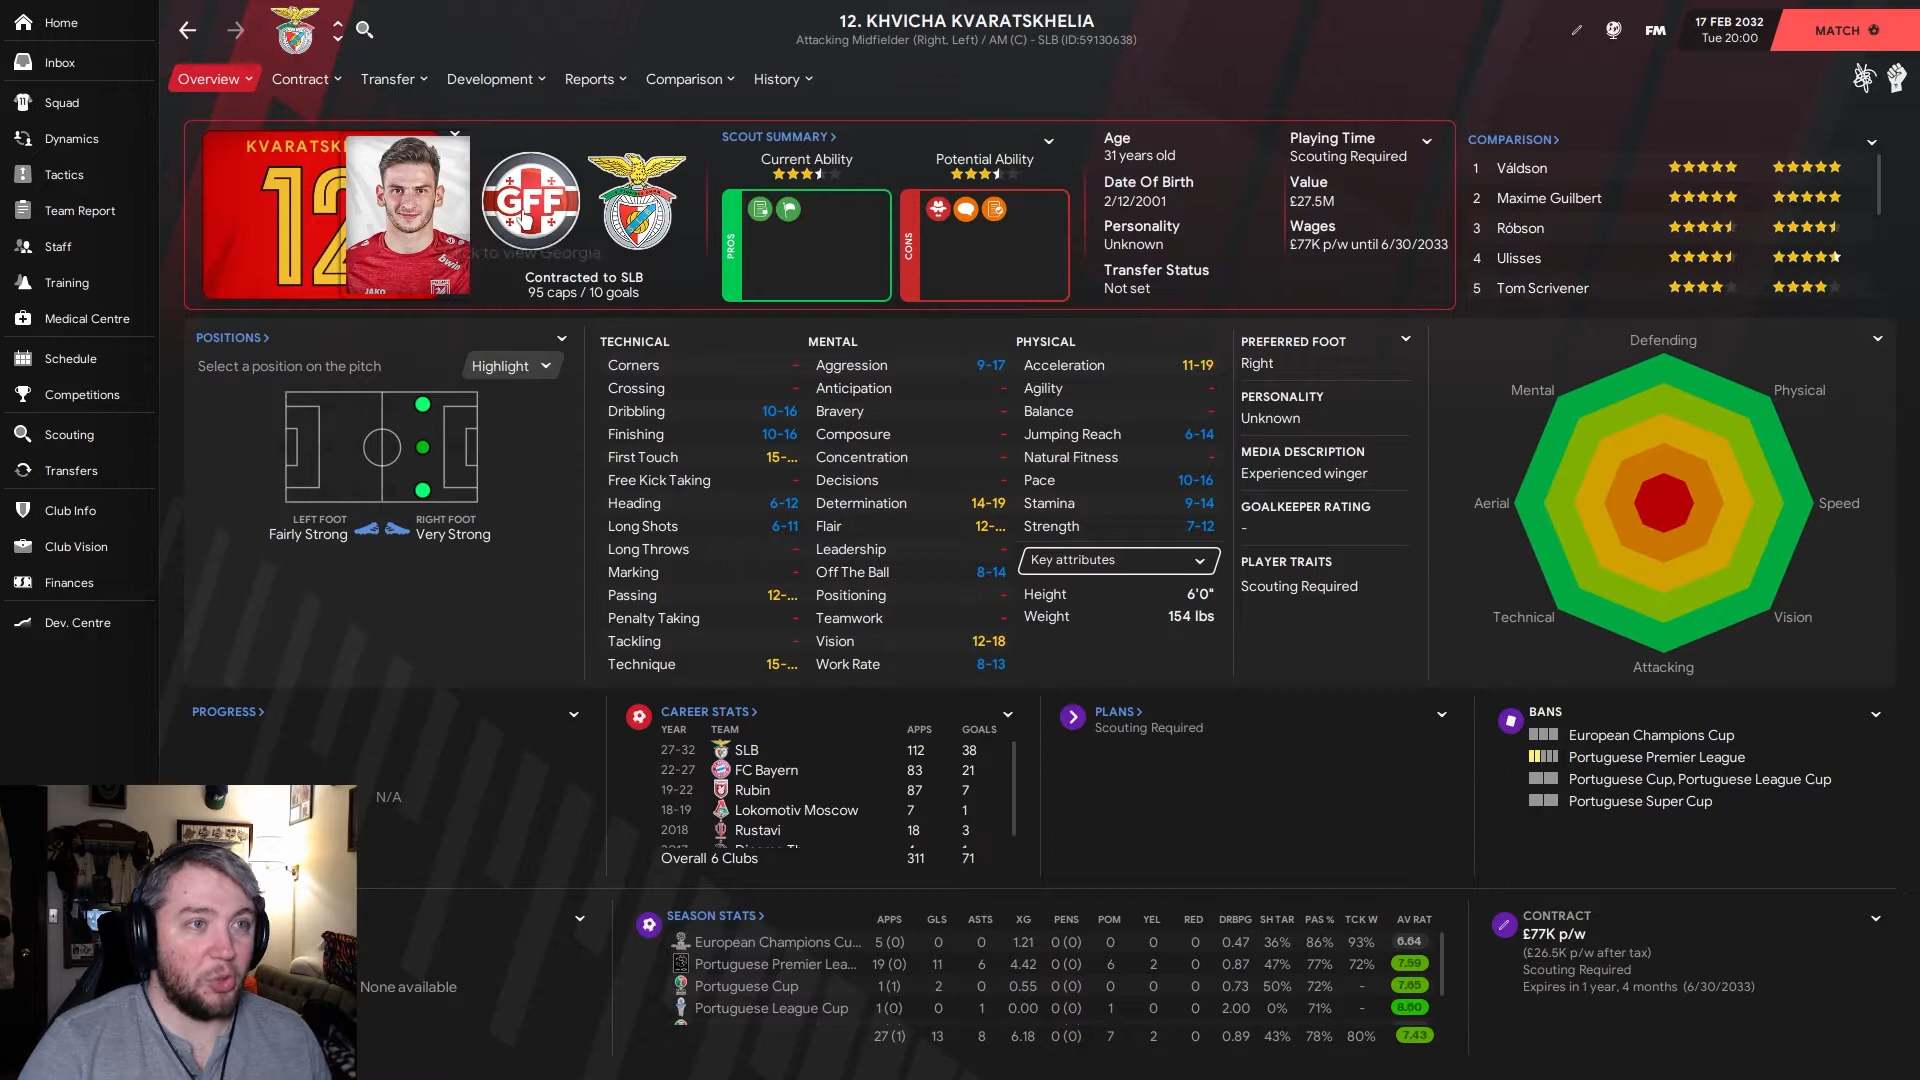 Home
Inbox
Squad
Dynamics
Tactics
Team Report
Staff
Training
Medical Centre
Schedule
Competitions
Scouting
Transfers
Club Info
Club Vision
Finances
Dev. Centre
12. KHVICHA KVARATSKHELIA
Attacking Midfielder (Right, Left) / AM (C) - SLB (ID:59130638)
FM
17 FEB 2032
Tue 20:00
MATCH
Overview
Contract
Transfer
Development
Reports
Comparison
History
KVARATSKH
12
GFF
Contracted to SLB
95 caps / 10 goals
SCOUT SUMMARY >
Current Ability
Potential Ability
PROS
CONS
Age
31 years old
Date Of Birth
2/12/2001
Personality
Unknown
Transfer Status
Not set
Playing Time
Scouting Required
Value
£27.5M
Wages
£77K p/w until 6/30/2033
COMPARISON >
1 Váldson
2 Maxime Guilbert
3 Róbson
4 Ulisses
5 Tom Scrivener
POSITIONS >
Select a position on the pitch
Highlight
LEFT FOOT
Fairly Strong
RIGHT FOOT
Very Strong
TECHNICAL
Corners -
Crossing -
Dribbling 10-16
Finishing 10-16
First Touch 15-...
Free Kick Taking -
Heading 6-12
Long Shots 6-11
Long Throws -
Marking -
Passing 12-...
Penalty Taking -
Tackling -
Technique 15-...
MENTAL
Aggression 9-17
Anticipation -
Bravery -
Composure -
Concentration -
Decisions -
Determination 14-19
Flair 12-...
Leadership -
Off The Ball 8-14
Positioning -
Teamwork -
Vision 12-18
Work Rate 8-13
PHYSICAL
Acceleration 11-19
Agility -
Balance -
Jumping Reach 6-14
Natural Fitness -
Pace 10-16
Stamina 9-14
Strength 7-12
Key attributes
Height 6'0"
Weight 154 lbs
PREFERRED FOOT
Right
PERSONALITY
Unknown
MEDIA DESCRIPTION
Experienced winger
GOALKEEPER RATING
-
PLAYER TRAITS
Scouting Required
Defending
Mental
Physical
Aerial
Speed
Technical
Vision
Attacking
PROGRESS >
N/A
CAREER STATS >
YEAR TEAM APPS GOALS
27-32 SLB 112 38
22-27 FC Bayern 83 21
19-22 Rubin 87 7
18-19 Lokomotiv Moscow 7 1
2018 Rustavi 18 3
Overall 6 Clubs 311 71
PLANS >
Scouting Required
BANS
European Champions Cup
Portuguese Premier League
Portuguese Cup, Portuguese League Cup
Portuguese Super Cup
None available
SEASON STATS > APPS GLS ASTS XG PENS POM YEL RED DRBPG SH TAR PAS % TCK W AV RAT
European Champions Cu... 5 (0) 0 0 1.21 0 (0) 0 0 0 0.47 36% 86% 93% 6.64
Portuguese Premier Lea... 19 (0) 11 6 4.42 0 (0) 6 2 0 0.87 47% 77% 72% 7.59
Portuguese Cup 1 (1) 2 0 0.55 0 (0) 0 0 0 0.73 50% 72% - 7.65
Portuguese League Cup 1 (0) 0 1 0.00 0 (0) 1 0 0 2.00 0% 71% - 8.60
27 (1) 13 8 6.18 0 (0) 7 2 0 0.89 43% 78% 80% 7.43
CONTRACT
£77K p/w
(£26.5K p/w after tax)
Scouting Required
Expires in 1 year, 4 months (6/30/2033)